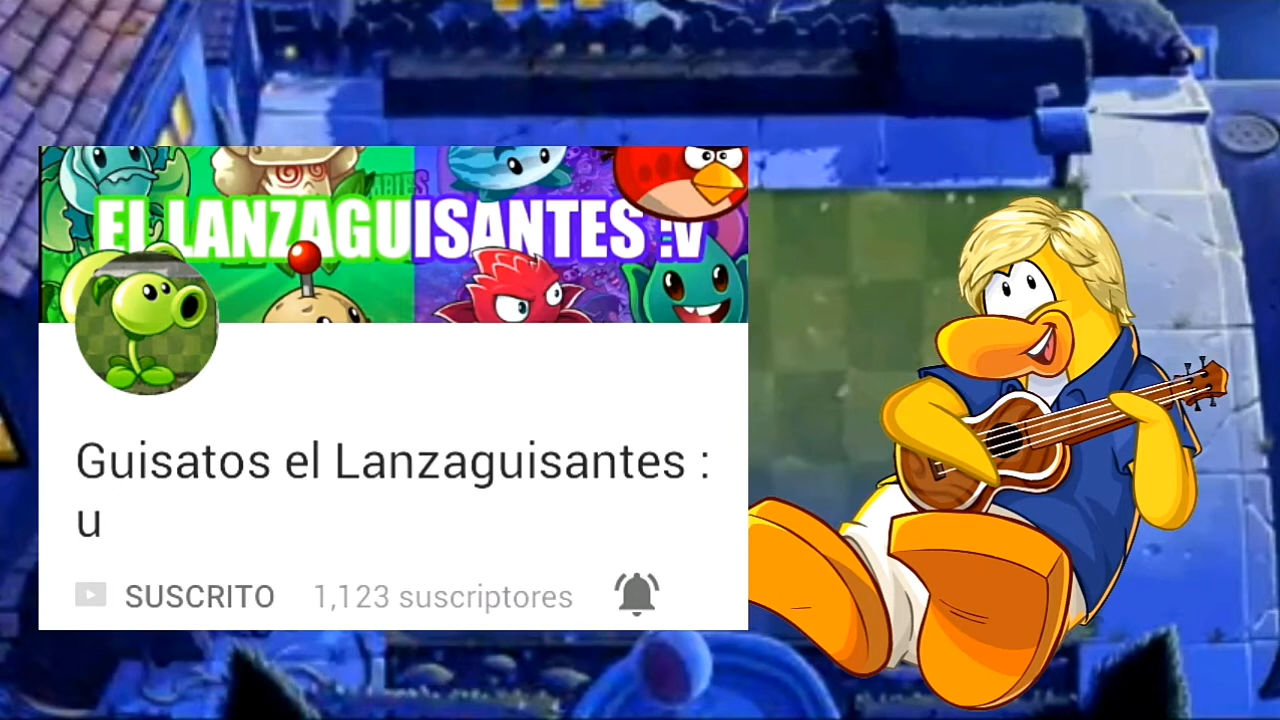 EL LANZAGUISANTES :V
Guisatos el Lanzaguisantes :
u
SUSCRITO 1,123 suscriptores